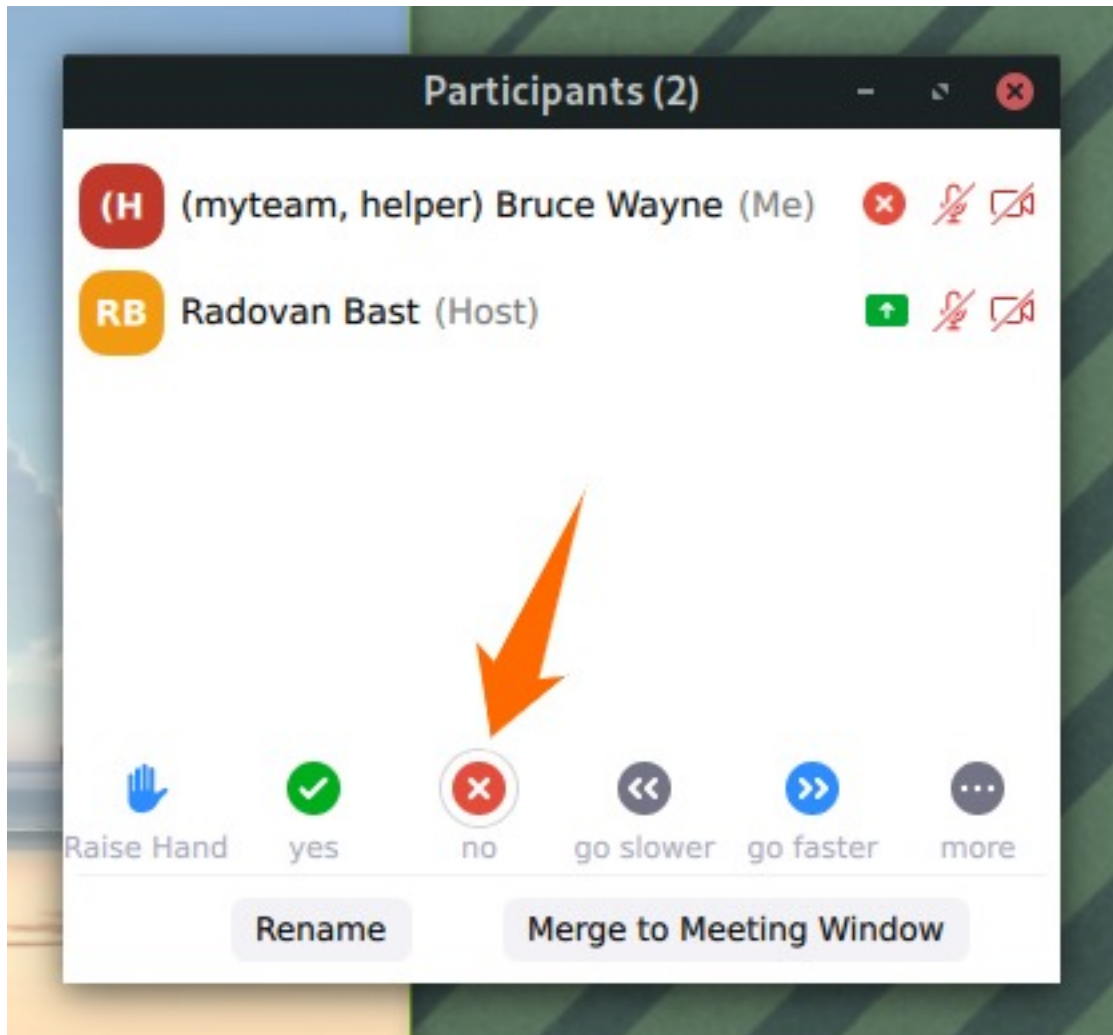 Participants (2)
(H (myteam, helper) Bruce Wayne (Me)
RB Radovan Bast (Host)
Raise Hand yes no go slower go faster more
Rename Merge to Meeting Window